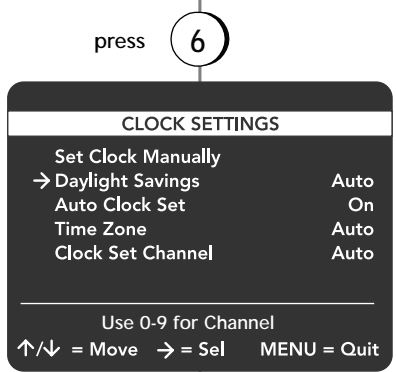 press 6
CLOCK SETTINGS
Set Clock Manually
→ Daylight Savings Auto
Auto Clock Set On
Time Zone Auto
Clock Set Channel Auto
Use 0-9 for Channel
↑/↓ = Move → = Sel MENU = Quit